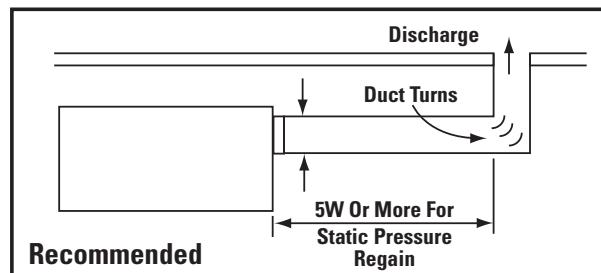 Discharge
Duct Turns
5W Or More For
Static Pressure
Regain
Recommended